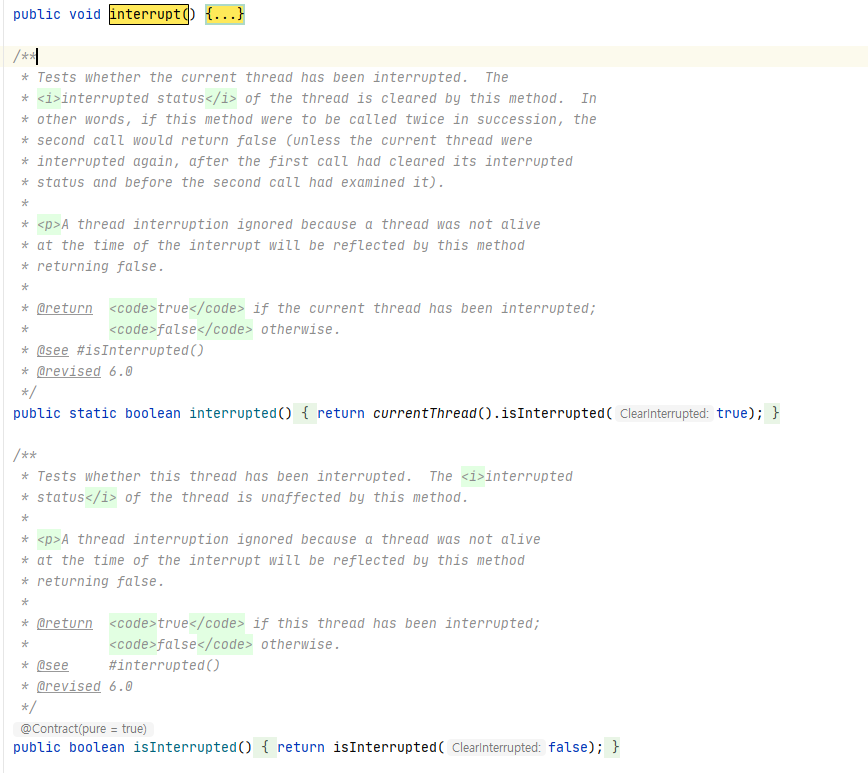 public void interrupt() {...}
/**
* Tests whether the current thread has been interrupted.  The
* <i>interrupted status</i> of the thread is cleared by this method.  In
* other words, if this method were to be called twice in succession, the
* second call would return false (unless the current thread were
* interrupted again, after the first call had cleared its interrupted
* status and before the second call had examined it).
*
* <p>A thread interruption ignored because a thread was not alive
* at the time of the interrupt will be reflected by this method
* returning false.
*
* @return  <code>true</code> if the current thread has been interrupted;
*          <code>false</code> otherwise.
* @see #isInterrupted()
* @revised 6.0
*/
public static boolean interrupted() { return currentThread().isInterrupted( ClearInterrupted: true); }
/**
* Tests whether this thread has been interrupted.  The <i>interrupted
* status</i> of the thread is unaffected by this method.
*
* <p>A thread interruption ignored because a thread was not alive
* at the time of the interrupt will be reflected by this method
* returning false.
*
* @return  <code>true</code> if this thread has been interrupted;
*          <code>false</code> otherwise.
* @see     #interrupted()
* @revised 6.0
*/
@Contract(pure = true)
public boolean isInterrupted() { return isInterrupted( ClearInterrupted: false); }